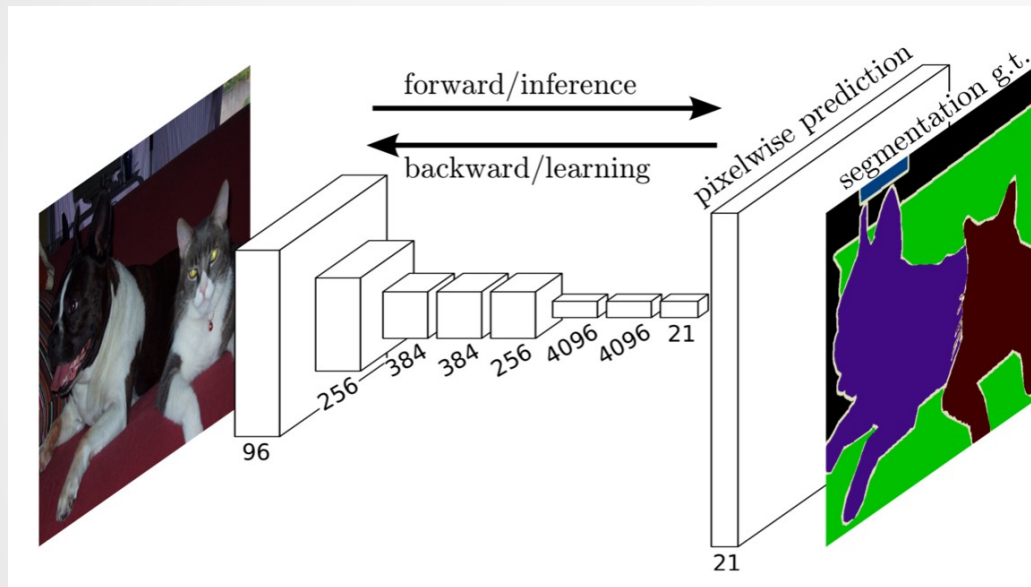 forward/inference
backward/learning
pixelwise prediction
segmentation g.t.
96
256
384
384
256
4096
4096
21
21